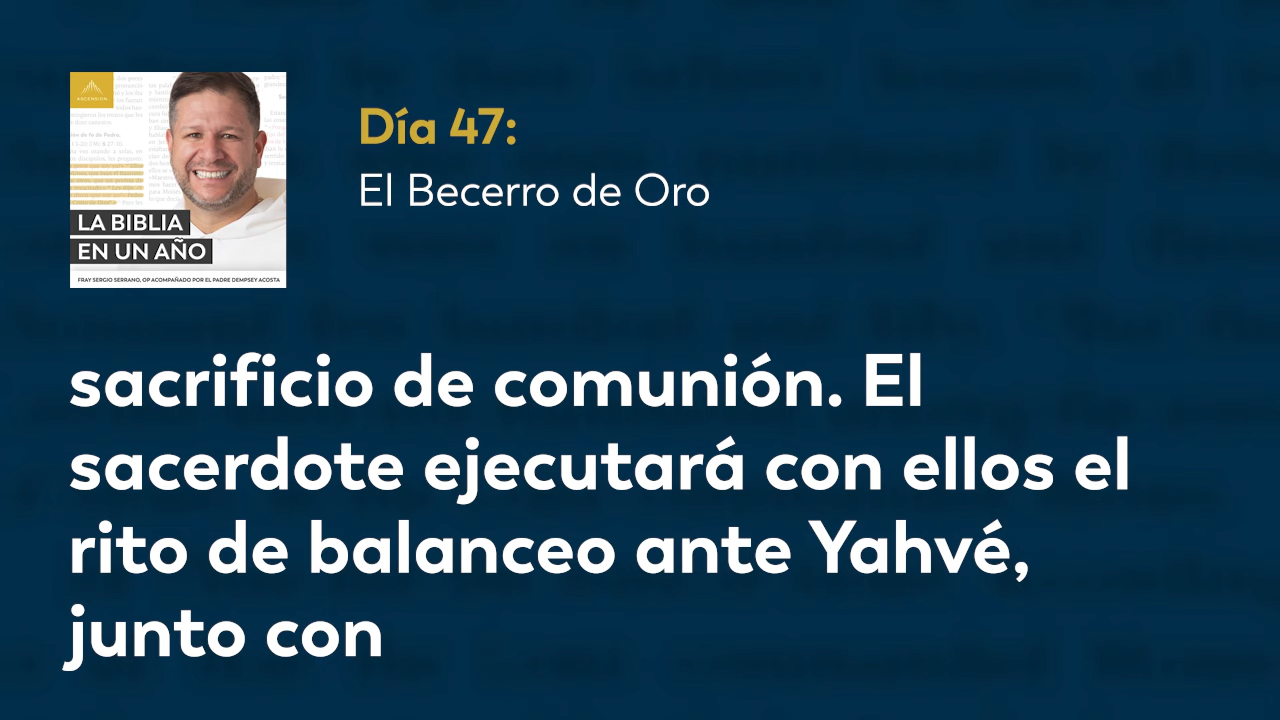 ASCENSION
LA BIBLIA
EN UN AÑO
FRAY SERGIO SERRANO, OP ACOMPAÑADO POR EL PADRE DEMPSEY ACOSTA
Día 47:
El Becerro de Oro
sacrificio de comunión. El
sacerdote ejecutará con ellos el
rito de balanceo ante Yahvé,
junto con